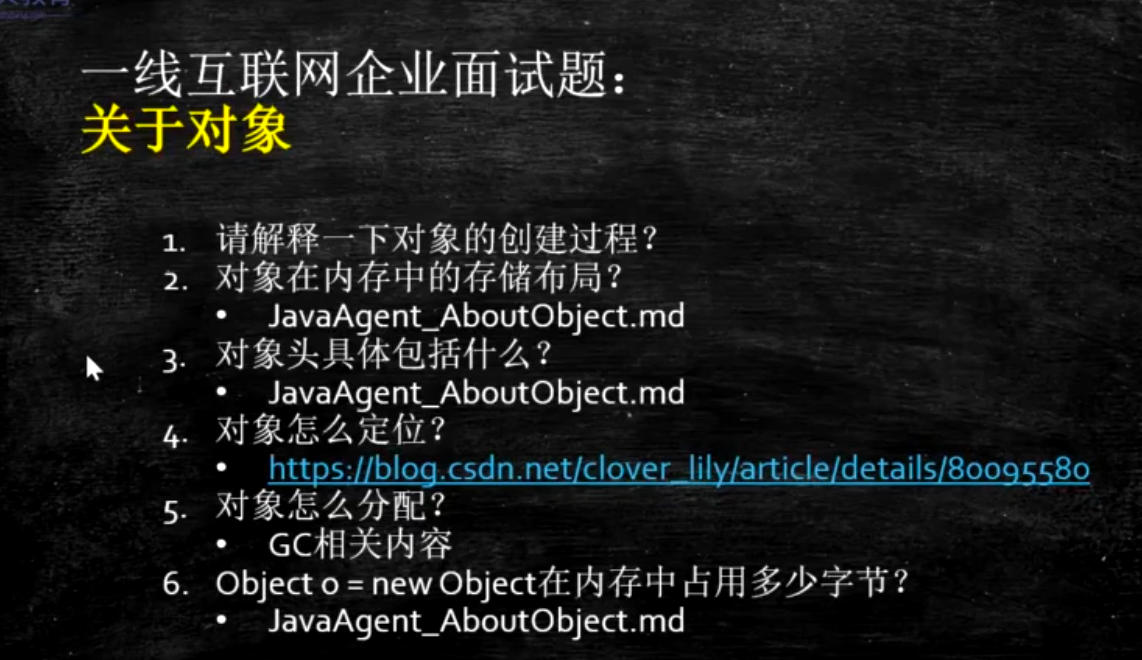 一线互联网企业面试题：
关于对象
1. 请解释一下对象的创建过程？
2. 对象在内存中的存储布局？
• JavaAgent_AboutObject.md
3. 对象头具体包括什么？
• JavaAgent_AboutObject.md
4. 对象怎么定位？
• https://blog.csdn.net/clover_lily/article/details/80095580
5. 对象怎么分配？
• GC相关内容
6. Object o = new Object在内存中占用多少字节？
• JavaAgent_AboutObject.md